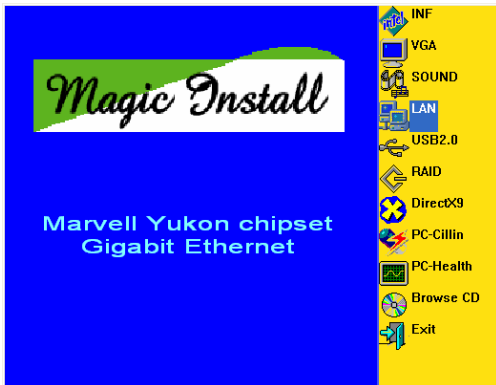 Magic Install
Marvell Yukon chipset
Gigabit Ethernet
intel
INF
VGA
SOUND
LAN
USB2.0
RAID
DirectX9
PC-Cillin
PC-Health
Browse CD
Exit